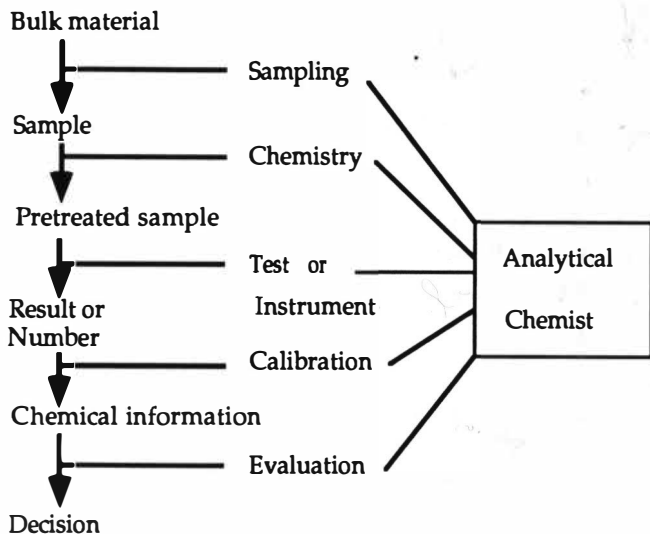 Bulk material
Sampling
Sample
Chemistry
Pretreated sample
Test or
Instrument
Analytical
Chemist
Result or
Number
Calibration
Chemical information
Evaluation
Decision